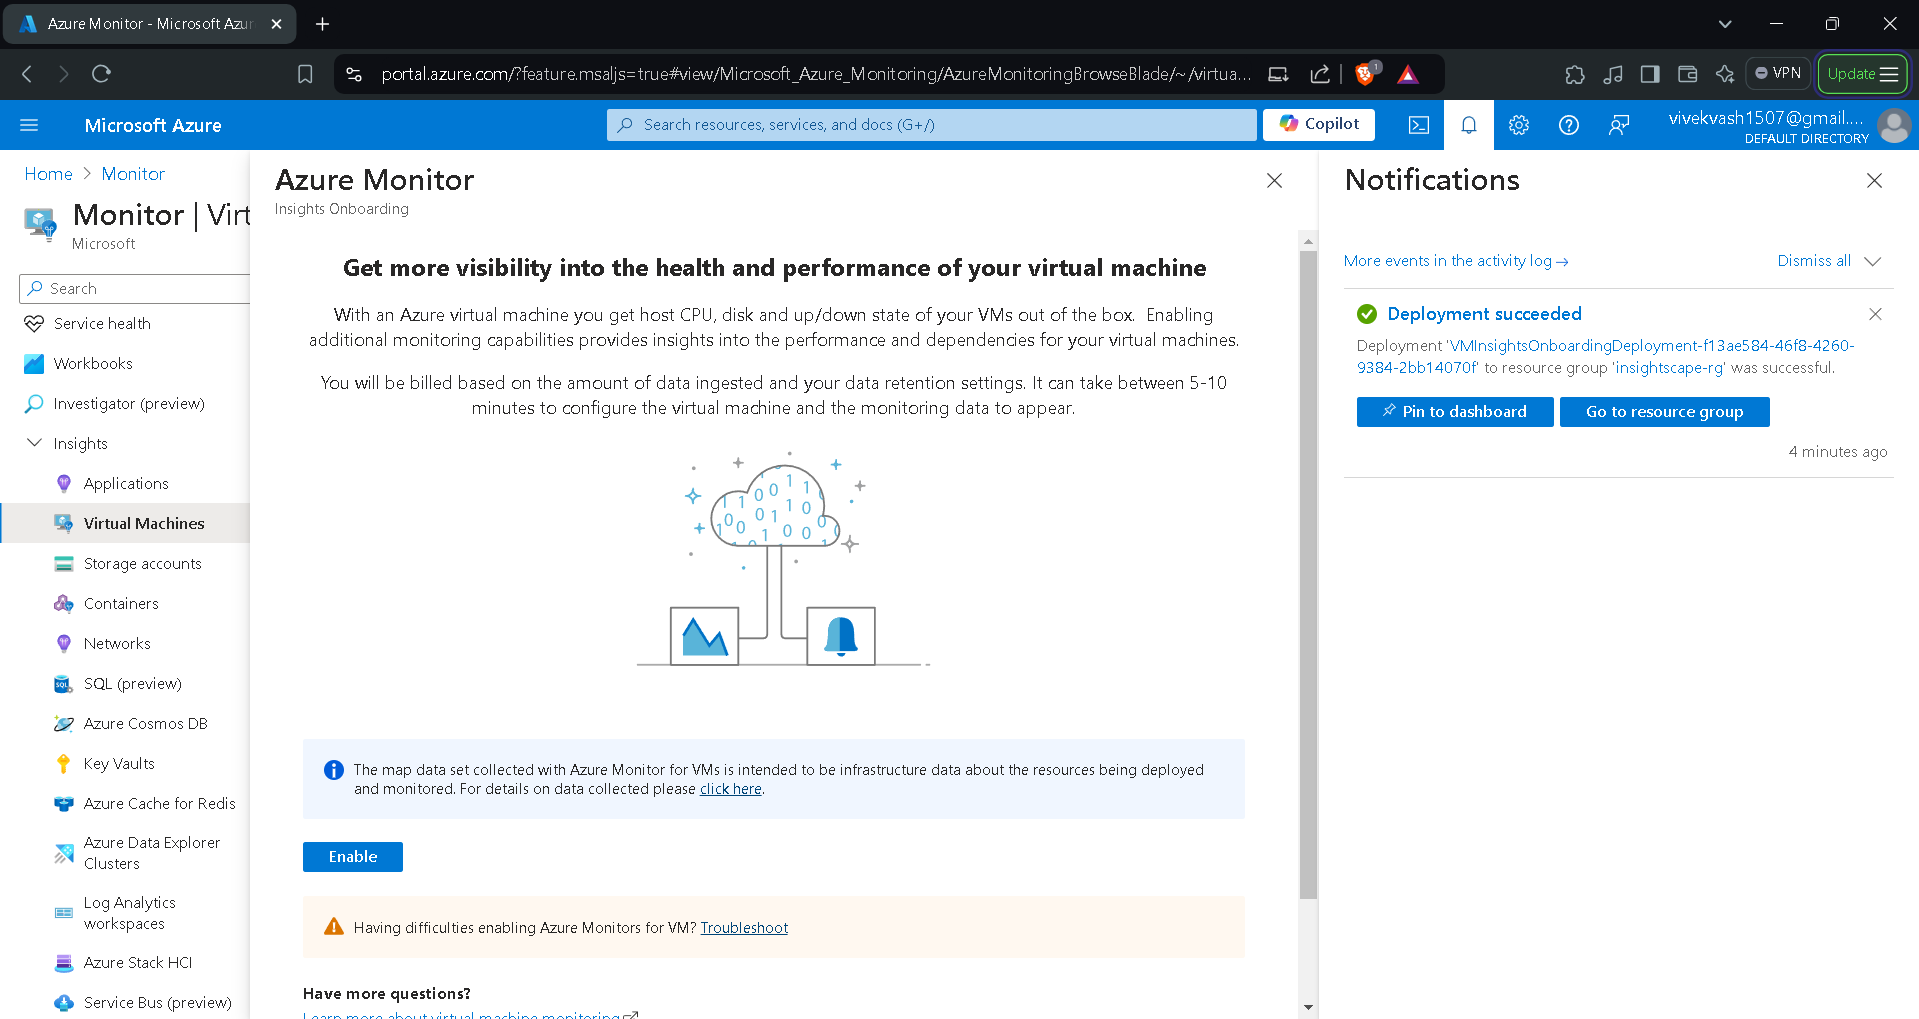 Azure Monitor - Microsoft Azur
portal.azure.com/?feature.msaljs=true#view/Microsoft_Azure_Monitoring/AzureMonitoringBrowseBlade/~/virtua...
1
VPN
Update
Microsoft Azure
Search resources, services, and docs (G+/)
Copilot
vivekvash1507@gmail....
DEFAULT DIRECTORY
Home > Monitor
Monitor | Virt
Microsoft
Search
Service health
Workbooks
Investigator (preview)
Insights
Applications
Virtual Machines
Storage accounts
Containers
Networks
SQL (preview)
Azure Cosmos DB
Key Vaults
Azure Cache for Redis
Azure Data Explorer
Clusters
Log Analytics
workspaces
Azure Stack HCI
Service Bus (preview)
Azure Monitor
Insights Onboarding
Get more visibility into the health and performance of your virtual machine
With an Azure virtual machine you get host CPU, disk and up/down state of your VMs out of the box. Enabling
additional monitoring capabilities provides insights into the performance and dependencies for your virtual machines.
You will be billed based on the amount of data ingested and your data retention settings. It can take between 5-10
minutes to configure the virtual machine and the monitoring data to appear.
The map data set collected with Azure Monitor for VMs is intended to be infrastructure data about the resources being deployed
and monitored. For details on data collected please click here.
Enable
Having difficulties enabling Azure Monitors for VM? Troubleshoot
Have more questions?
Learn more about virtual machine monitoring
Notifications
More events in the activity log →
Dismiss all
Deployment succeeded
Deployment 'VMInsightsOnboardingDeployment-f13ae584-46f8-4260-
9384-2bb14070f' to resource group 'insightscape-rg' was successful.
Pin to dashboard
Go to resource group
4 minutes ago